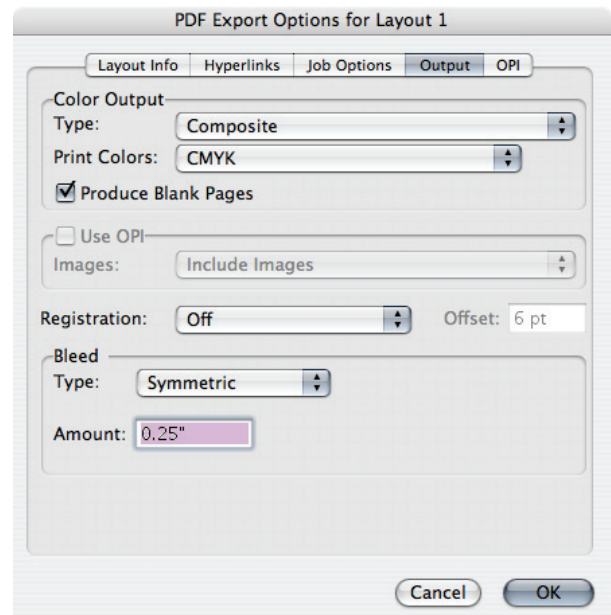 PDF Export Options for Layout 1
Layout Info Hyperlinks Job Options Output OPI
Color Output
Type: Composite
Print Colors: CMYK
Produce Blank Pages
Use OPI
Images: Include Images
Registration: Off Offset: 6 pt
Bleed
Type: Symmetric
Amount: 0.25"
Cancel OK